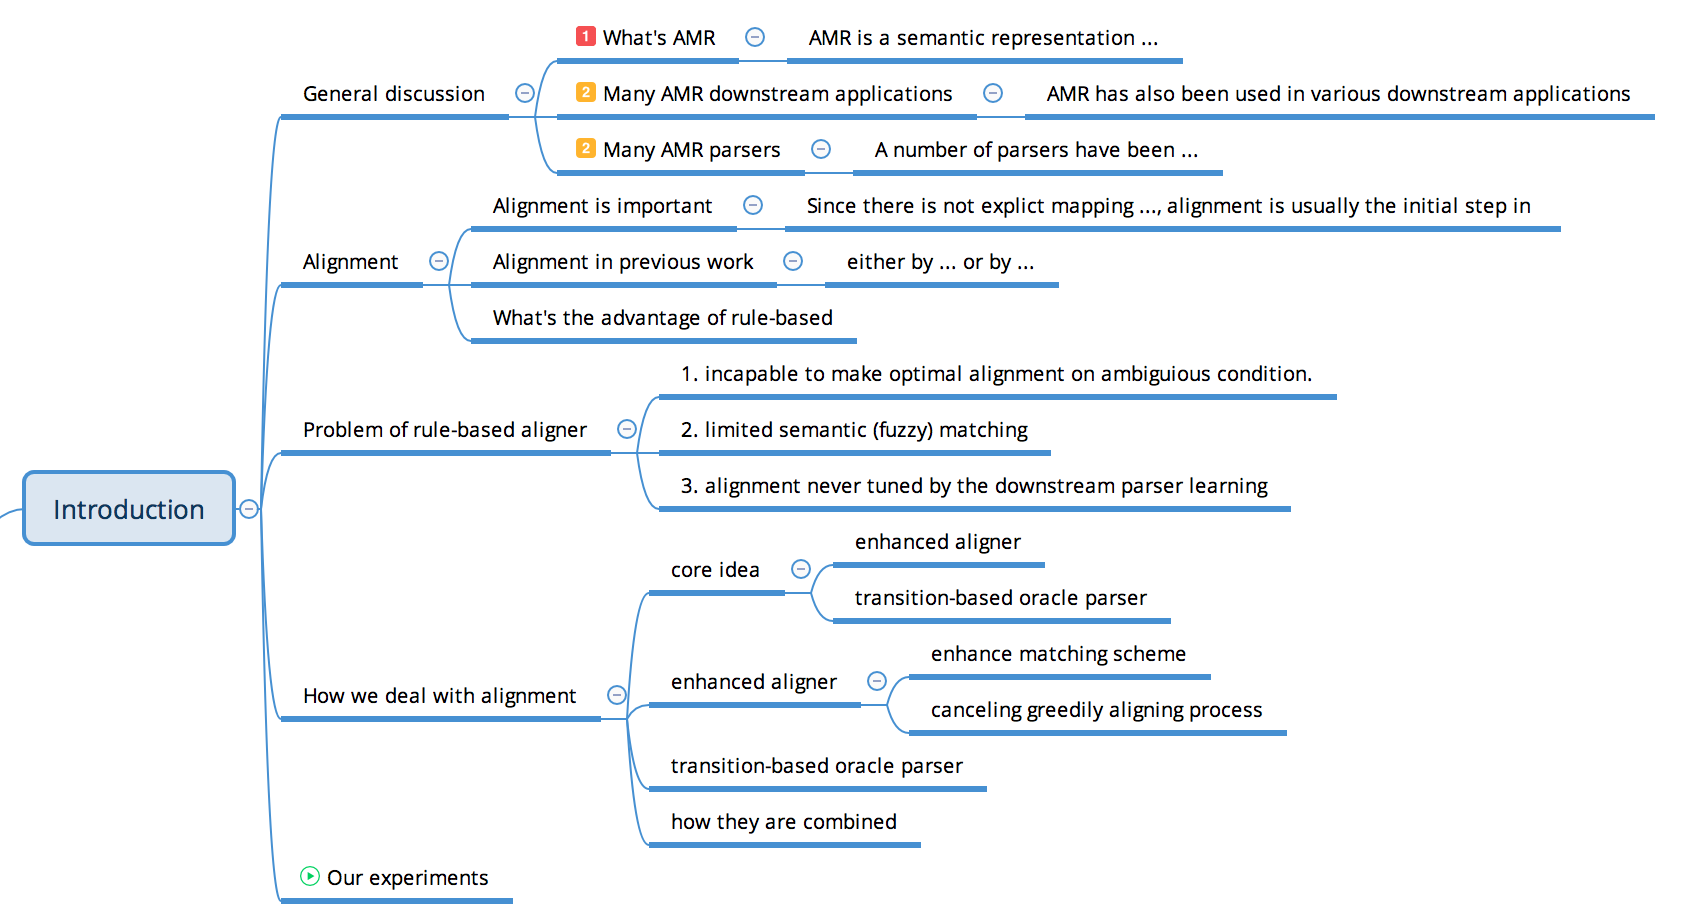 1 What's AMR
AMR is a semantic representation ...
General discussion
2 Many AMR downstream applications
AMR has also been used in various downstream applications
2 Many AMR parsers
A number of parsers have been ...
Alignment is important
Since there is not explict mapping ..., alignment is usually the initial step in
Alignment
Alignment in previous work
either by ... or by ...
What's the advantage of rule-based
1. incapable to make optimal alignment on ambiguious condition.
Problem of rule-based aligner
2. limited semantic (fuzzy) matching
3. alignment never tuned by the downstream parser learning
Introduction
enhanced aligner
core idea
transition-based oracle parser
enhance matching scheme
How we deal with alignment
enhanced aligner
canceling greedily aligning process
transition-based oracle parser
how they are combined
Our experiments